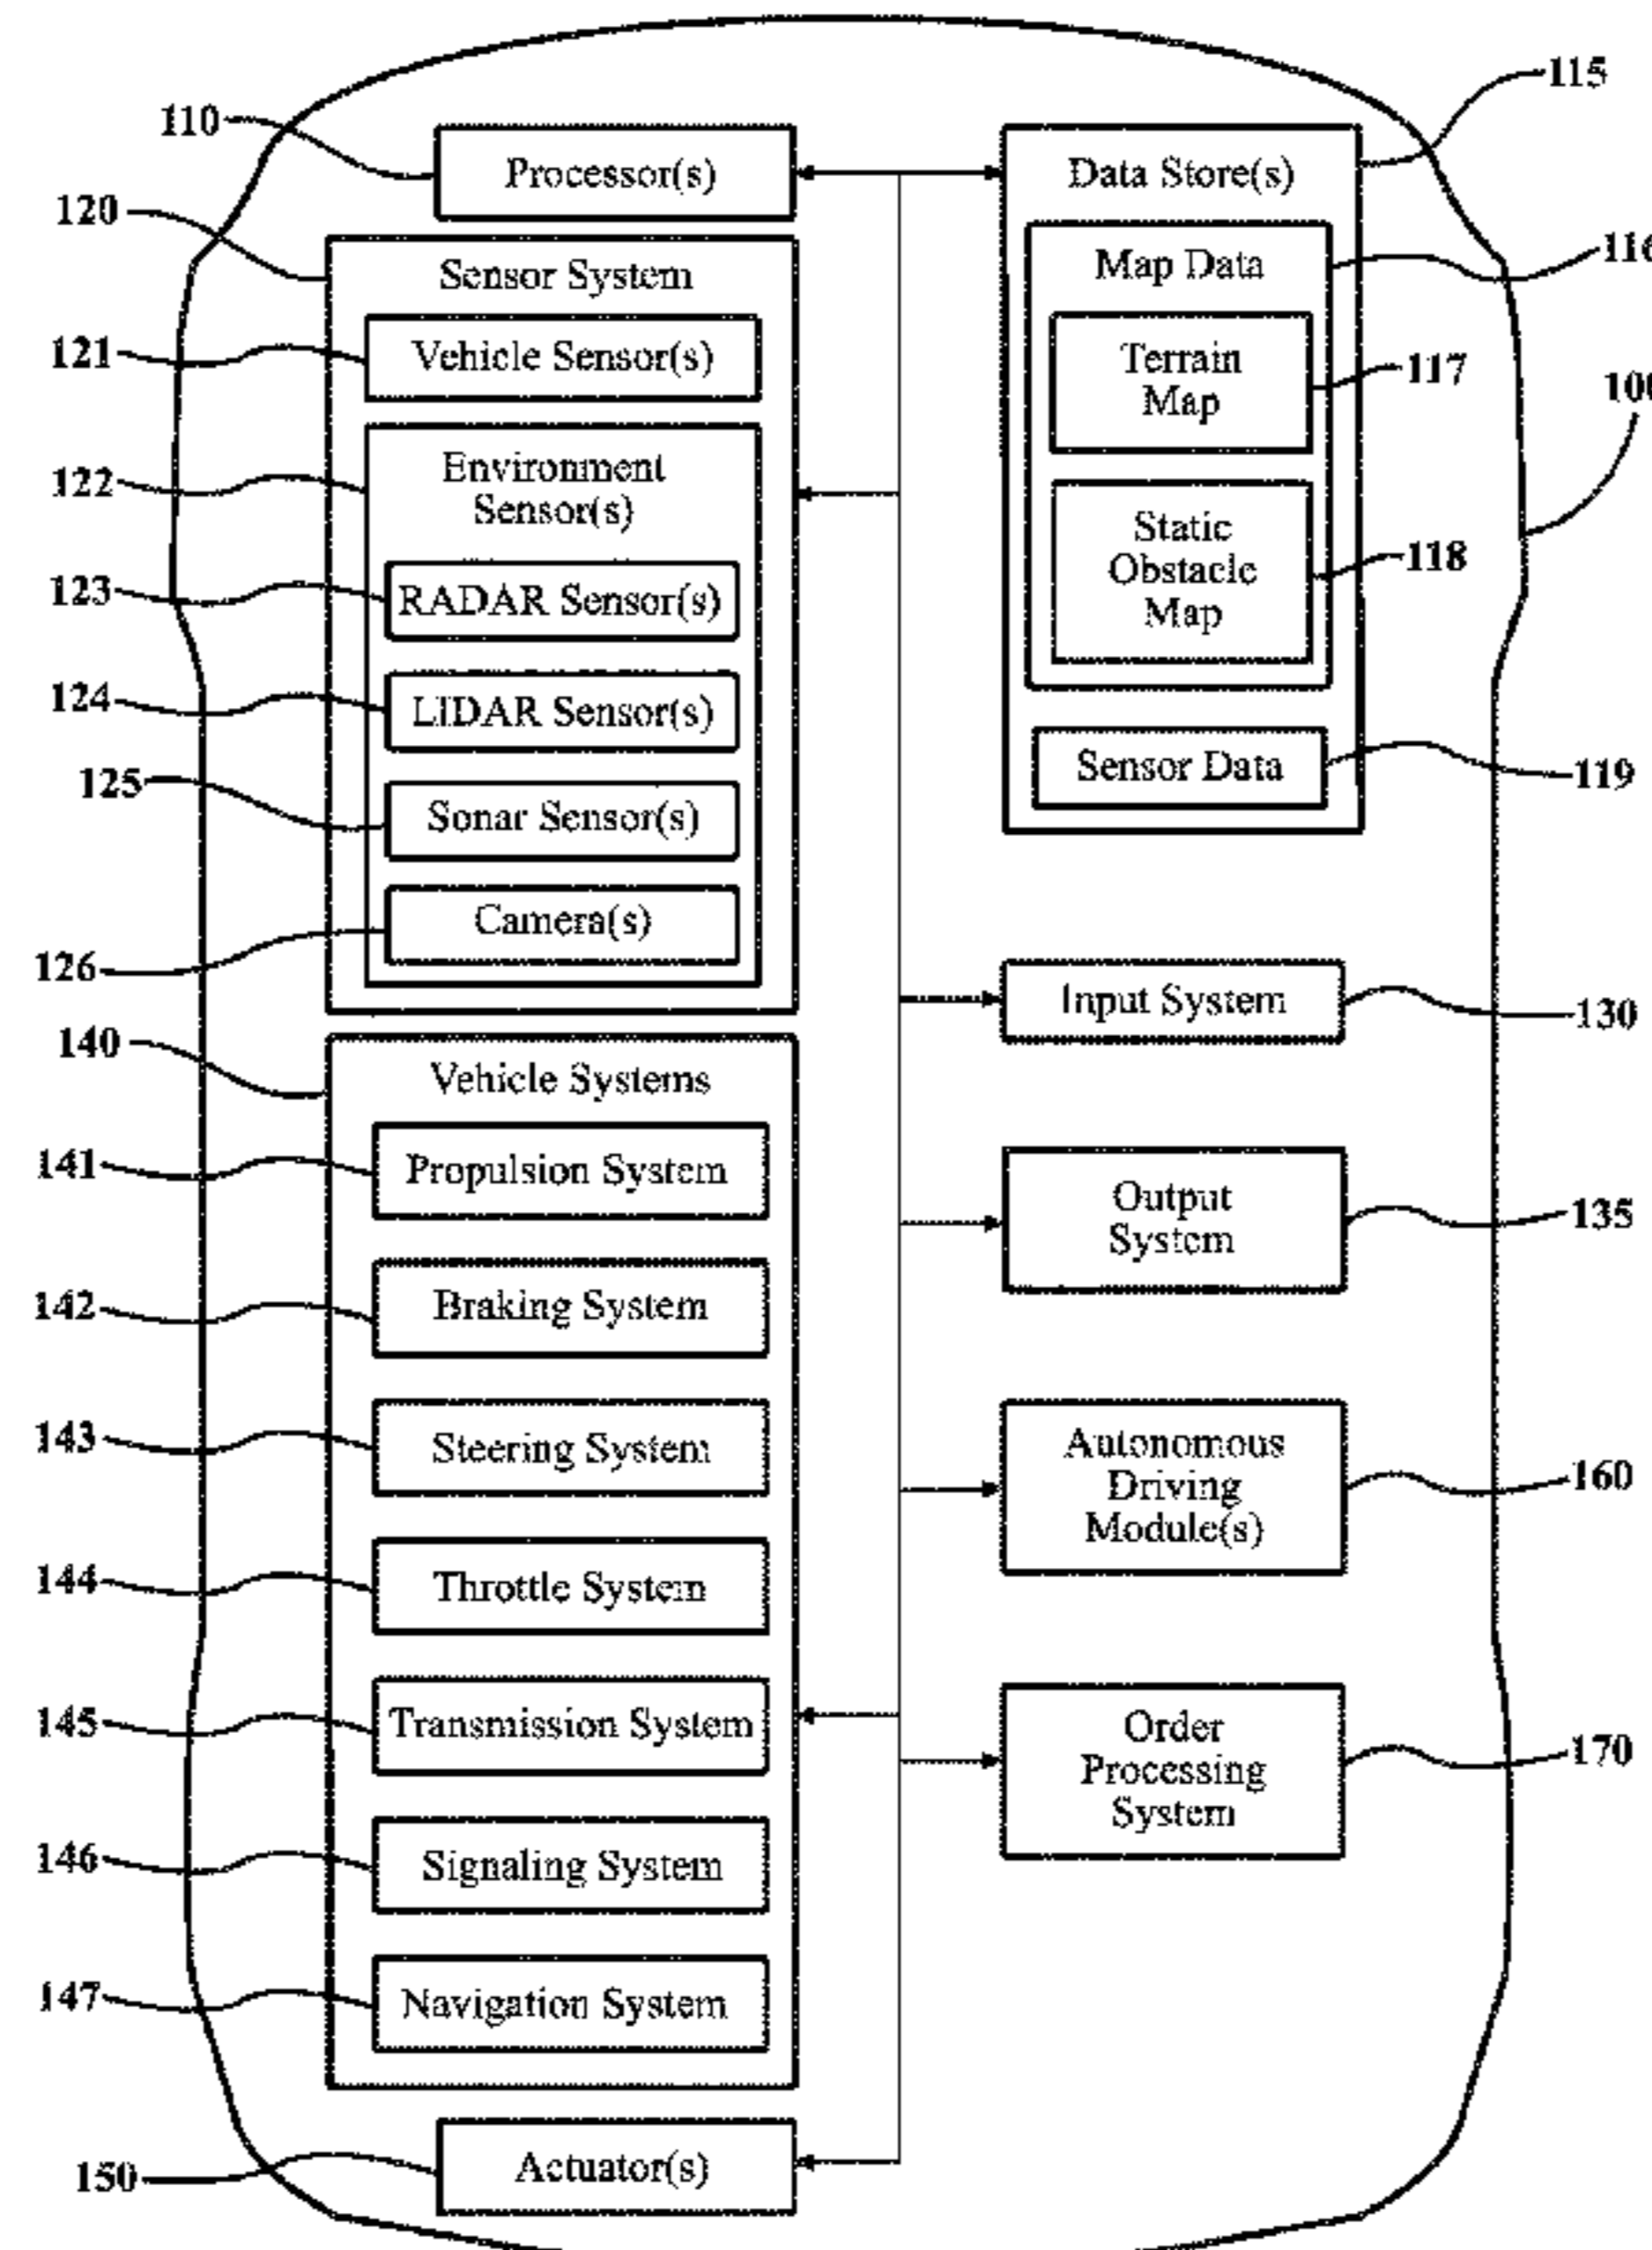 110
Processor(s)
120
Sensor System
121
Vehicle Sensor(s)
122
Environment
Sensor(s)
123
RADAR Sensor(s)
124
LIDAR Sensor(s)
125
Sonar Sensor(s)
126
Camera(s)
140
Vehicle Systems
141
Propulsion System
142
Braking System
143
Steering System
144
Throttle System
145
Transmission System
146
Signaling System
147
Navigation System
150
Actuator(s)
115
Data Store(s)
116
Map Data
Terrain
Map
117
100
Static
Obstacle
Map
118
Sensor Data
119
Input System
130
Output
System
135
Autonomous
Driving
Module(s)
160
Order
Processing
System
170